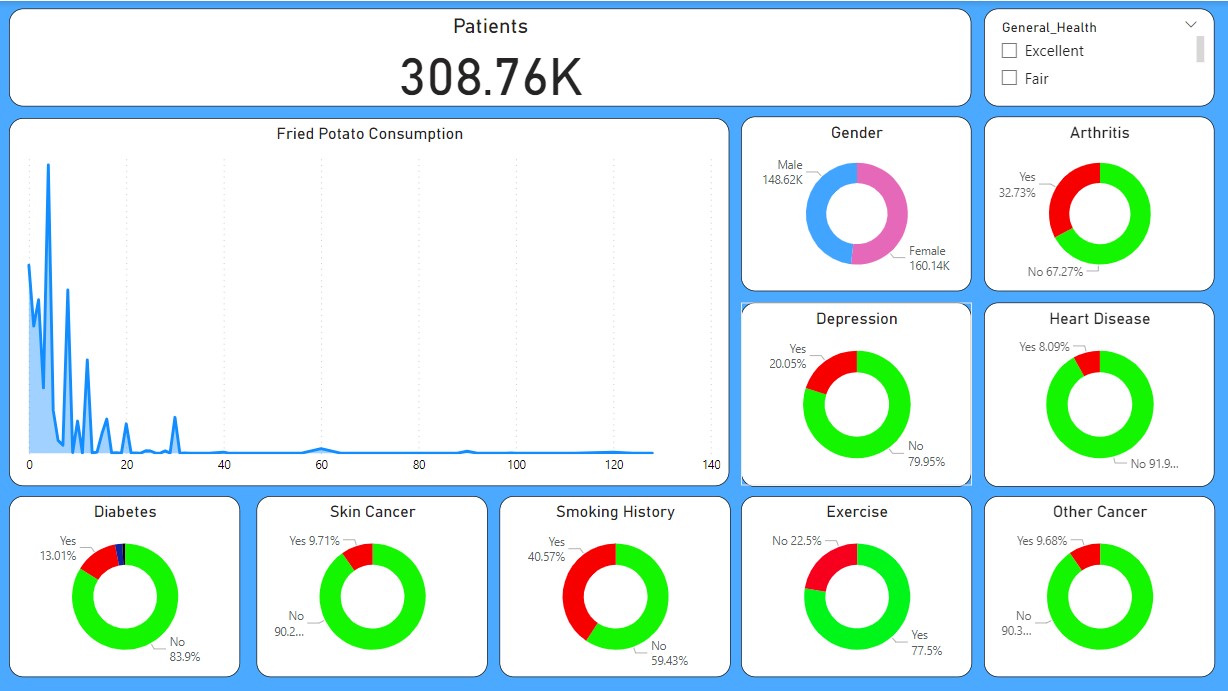 Patients
308.76K
General_Health
Excellent
Fair
Fried Potato Consumption
0 20 40 60 80 100 120 140
Gender
Male
148.62K
Female
160.14K
Arthritis
Yes
32.73%
No 67.27%
Depression
Yes
20.05%
No
79.95%
Heart Disease
Yes 8.09%
No 91.9...
Diabetes
Yes
13.01%
No
83.9%
Skin Cancer
Yes 9.71%
No
90.2...
Smoking History
Yes
40.57%
No
59.43%
Exercise
No 22.5%
Yes
77.5%
Other Cancer
Yes 9.68%
No
90.3...